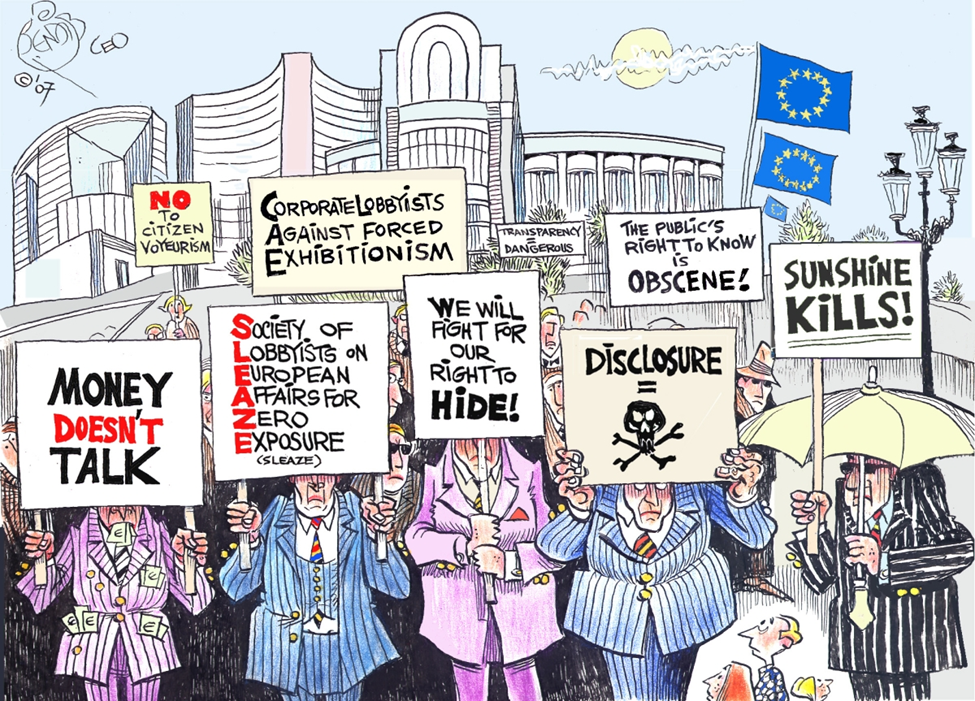 BENDIB
CEO
©'07
NO
TO
CITIZEN
VOYEURISM
CORPORATE LOBBYISTS
AGAINST FORCED
EXHIBITIONISM
TRANSPARENCY
=
DANGEROUS
THE PUBLIC'S
RIGHT TO KNOW
IS
OBSCENE!
SUNSHINE
KILLS!
MONEY
DOESN'T
TALK
SOCIETY OF
LOBBYISTS ON
EUROPEAN
AFFAIRS FOR
ZERO
EXPOSURE
(SLEAZE)
WE WILL
FIGHT FOR
OUR
RIGHT TO
HIDE!
DISCLOSURE
=
€
€
€
€
€